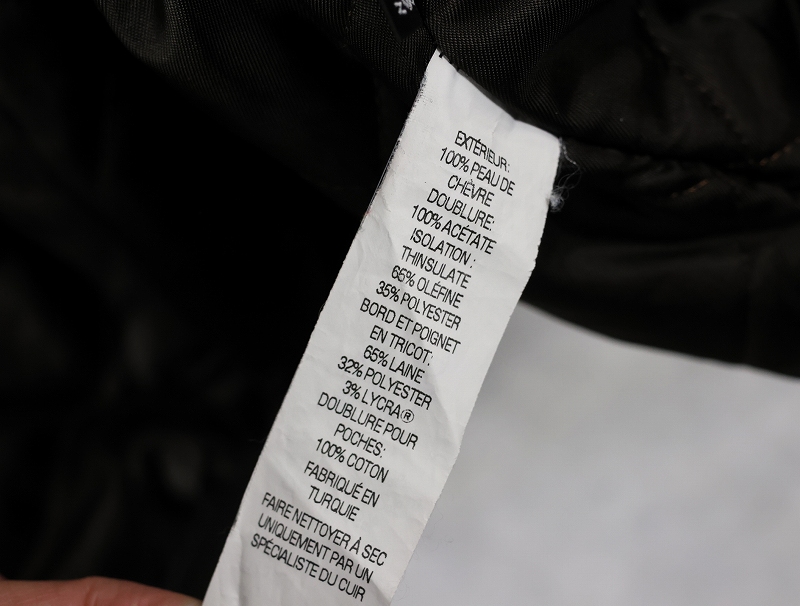 EXTÉRIEUR:
100% PEAU DE
CHÈVRE
DOUBLURE:
100% ACÉTATE
ISOLATION :
THINSULATE
65% OLÉFINE
35% POLYESTER
BORD ET POIGNET
EN TRICOT:
65% LAINE
32% POLYESTER
3% LYCRA®
DOUBLURE POUR
POCHES:
100% COTON
FABRIQUÉ EN
TURQUIE
FAIRE NETTOYER À SEC
UNIQUEMENT PAR UN
SPÉCIALISTE DU CUIR